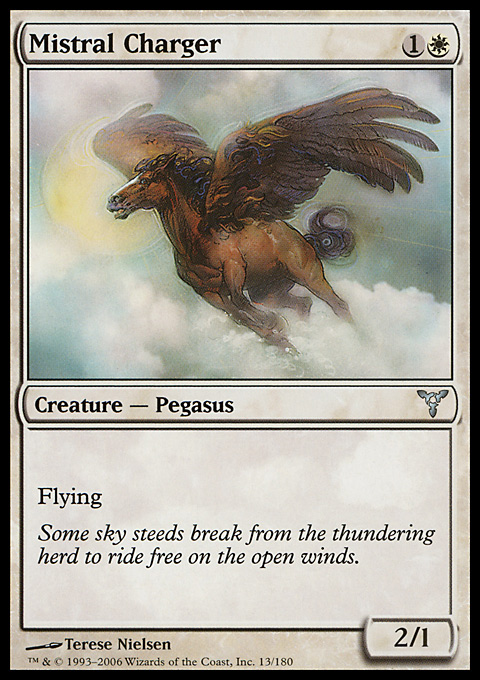 Mistral Charger 1
Creature — Pegasus
Flying
Some sky steeds break from the thundering
herd to ride free on the open winds.
2/1
Terese Nielsen
™ & © 1993–2006 Wizards of the Coast, Inc. 13/180